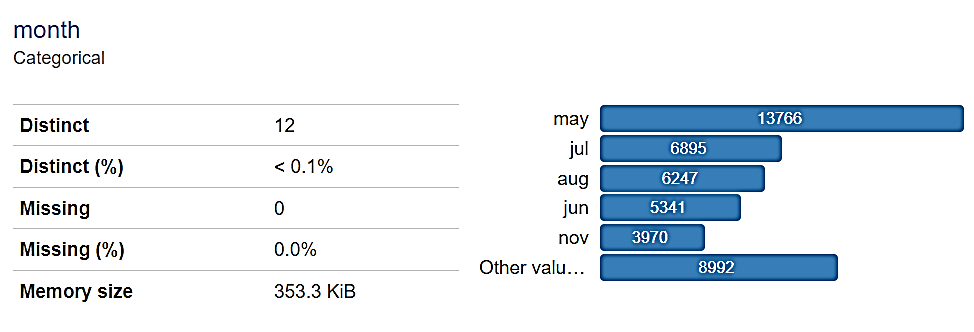 month
Categorical
Distinct 12
Distinct (%) < 0.1%
Missing 0
Missing (%) 0.0%
Memory size 353.3 KiB
may 13766
jul 6895
aug 6247
jun 5341
nov 3970
Other valu… 8992